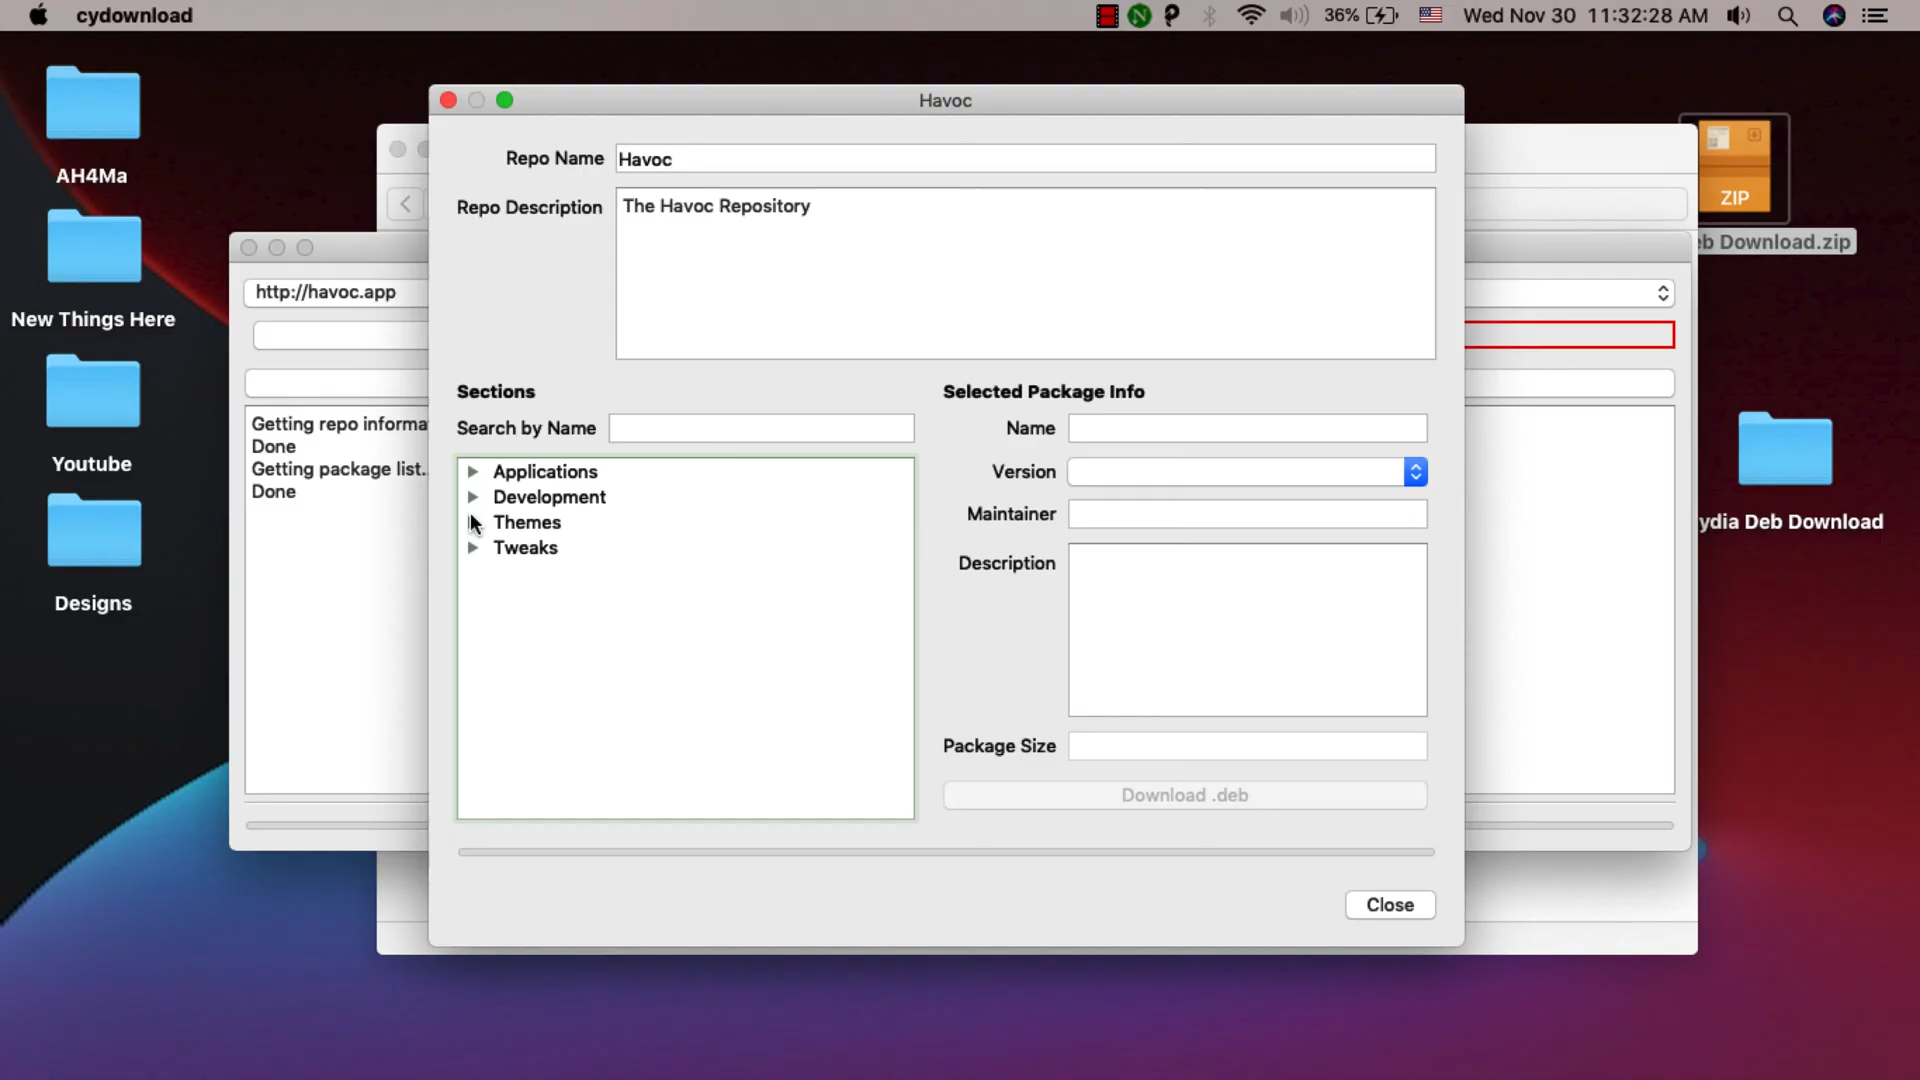 cydownload
36%
Wed Nov 30 11:32:28 AM
AH4Ma
New Things Here
Youtube
Designs
ZIP
eb Download.zip
ydia Deb Download
http://havoc.app
Getting repo informa
Done
Getting package list..
Done
Havoc
Repo Name
Havoc
Repo Description
The Havoc Repository
Sections
Search by Name
Applications
Development
Themes
Tweaks
Selected Package Info
Name
Version
Maintainer
Description
Package Size
Download .deb
Close